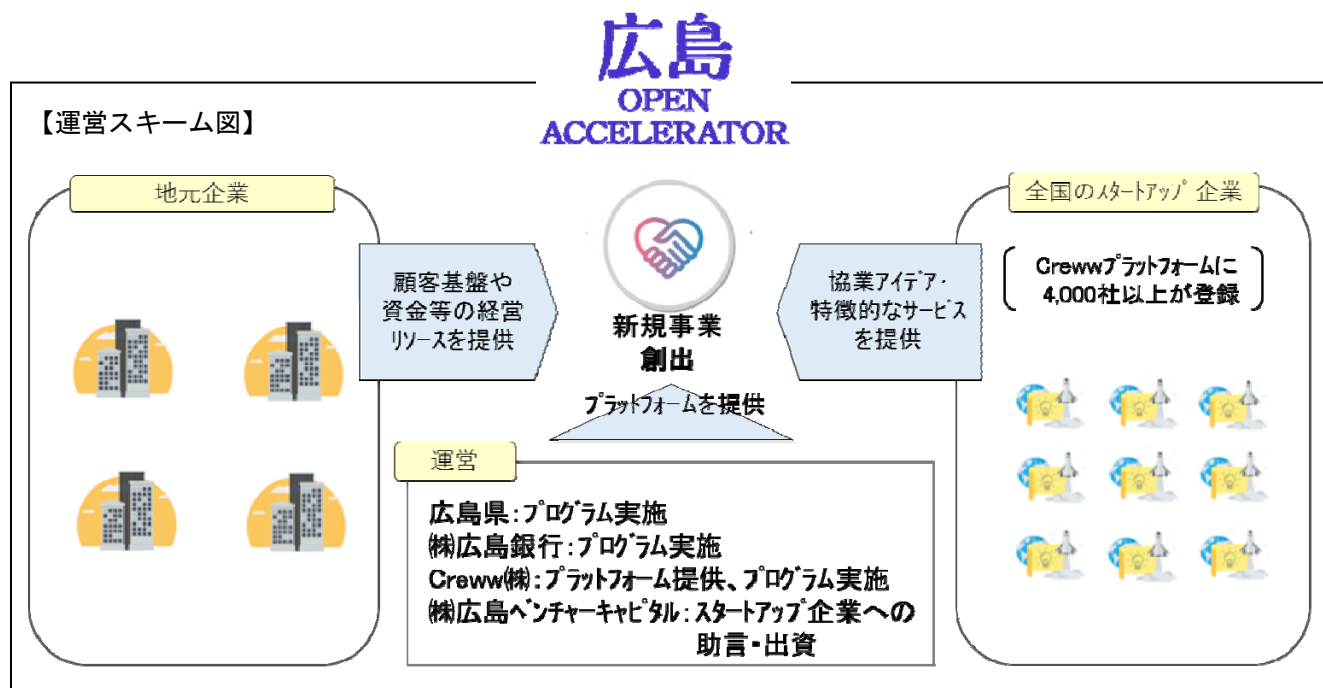 広島
OPEN
ACCELERATOR
【運営スキーム図】
地元企業
顧客基盤や
資金等の経営
リソースを提供
新規事業
創出
プラットフォームを提供
協業アイデア・
特徴的なサービス
を提供
全国のスタートアップ企業
Crewwプラットフォームに
4,000社以上が登録
運営
広島県：プログラム実施
㈱広島銀行：プログラム実施
Creww㈱：プラットフォーム提供、プログラム実施
㈱広島ベンチャーキャピタル：スタートアップ企業への
助言・出資